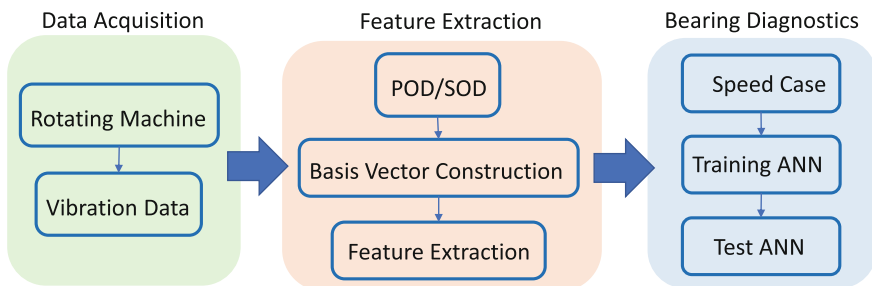 Data Acquisition
Rotating Machine
Vibration Data
Feature Extraction
POD/SOD
Basis Vector Construction
Feature Extraction
Bearing Diagnostics
Speed Case
Training ANN
Test ANN